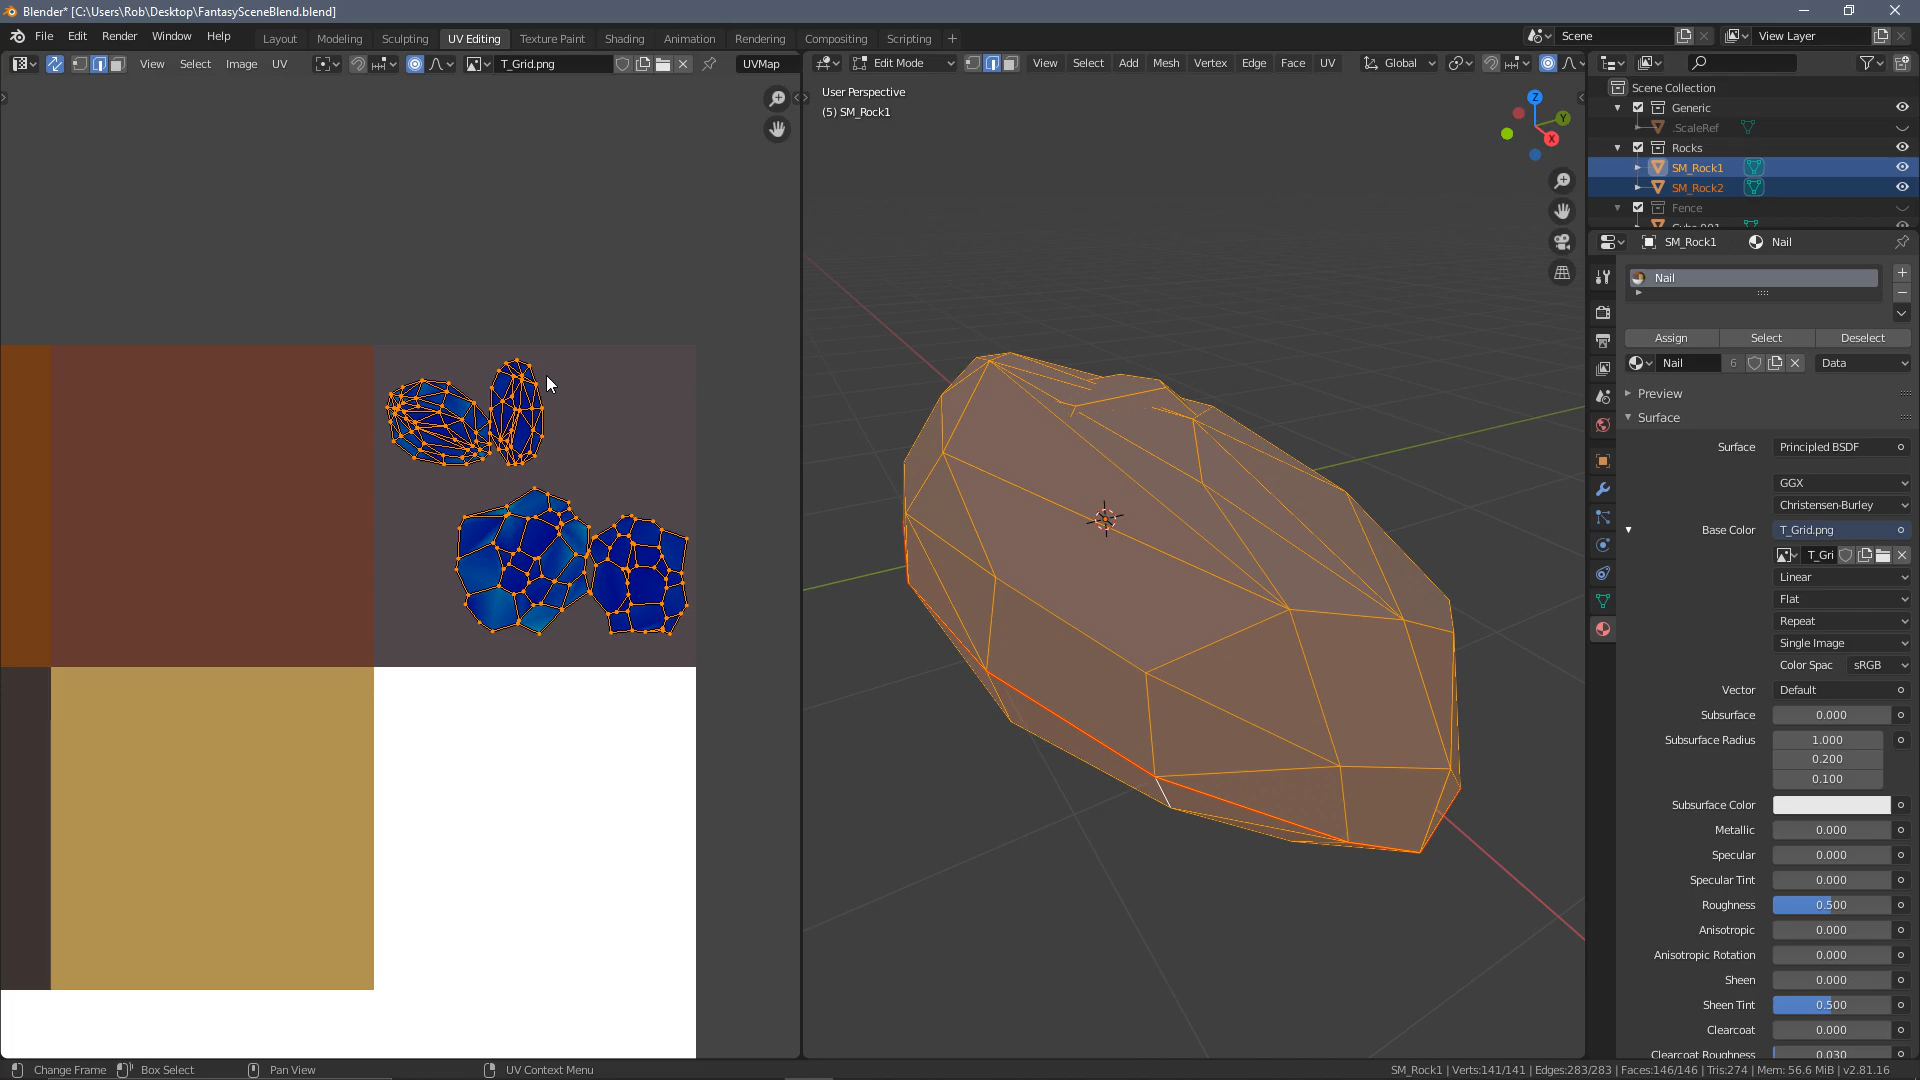 Blender* [C:\Users\Rob\Desktop\FantasySceneBlend.blend]
File Edit Render Window Help
Layout Modeling Sculpting UV Editing Texture Paint Shading Animation Rendering Compositing Scripting
Scene
View Layer
View Select Image UV
T_Grid.png
UVMap
Edit Mode
View Select Add Mesh Vertex Edge Face UV
Global
User Perspective
(5) SM_Rock1
Z
Y
X
Scene Collection
Generic
.ScaleRef
Rocks
SM_Rock1
SM_Rock2
Fence
SM_Rock1 Nail
Nail
Assign Select Deselect
Nail 6 Data
Preview
Surface
Surface Principled BSDF
GGX
Christensen-Burley
Base Color T_Grid.png
T_Gri
Linear
Flat
Repeat
Single Image
Color Spac sRGB
Vector Default
Subsurface 0.000
Subsurface Radius 1.000
0.200
0.100
Subsurface Color
Metallic 0.000
Specular 0.000
Specular Tint 0.000
Roughness 0.500
Anisotropic 0.000
Anisotropic Rotation 0.000
Sheen 0.000
Sheen Tint 0.500
Clearcoat 0.000
Clearcoat Roughness 0.030
Change Frame Box Select Pan View UV Context Menu
SM_Rock1 | Verts:141/141 | Edges:283/283 | Faces:146/146 | Tris:274 | Mem: 56.6 MiB | v2.81.16